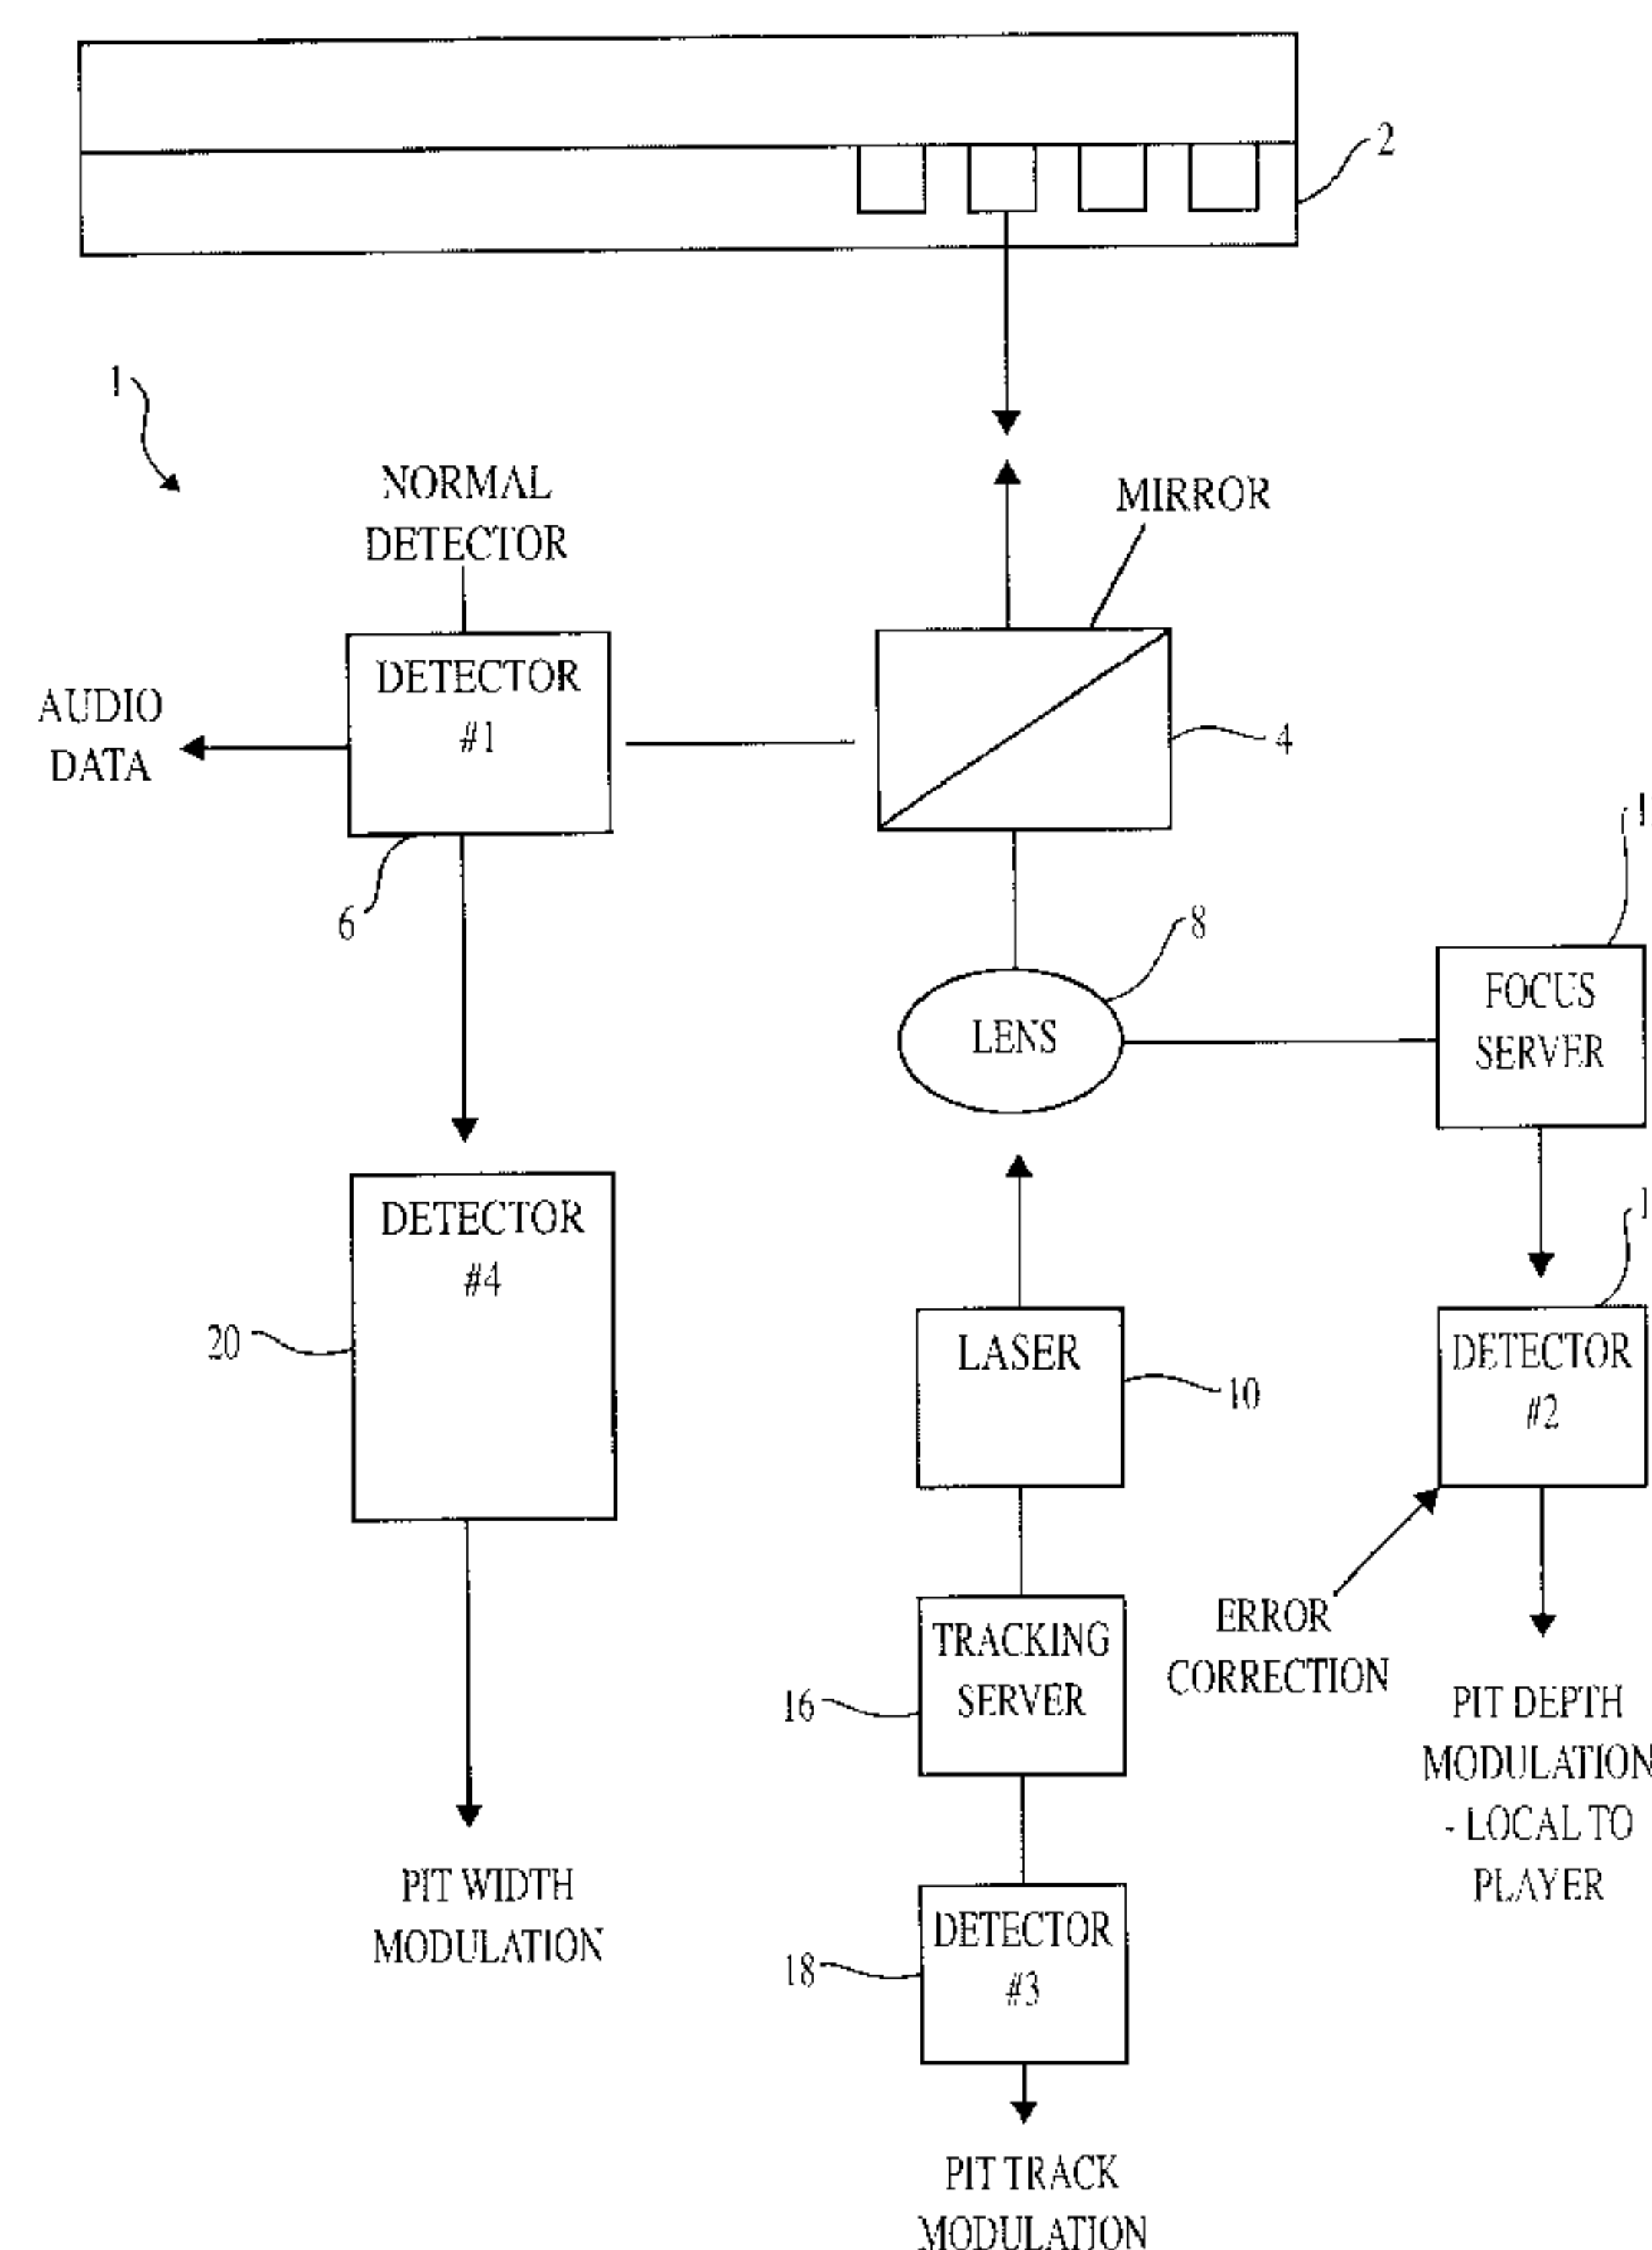 2
1
NORMAL
DETECTOR
MIRROR
DETECTOR
#1
AUDIO
DATA
4
6
8
FOCUS
SERVER
LENS
DETECTOR
#4
20
LASER
10
DETECTOR
#2
ERROR
CORRECTION
TRACKING
SERVER
16
PIT DEPTH
MODULATION
- LOCAL TO
PLAYER
PIT WIDTH
MODULATION
DETECTOR
#3
18
PIT TRACK
MODULATION